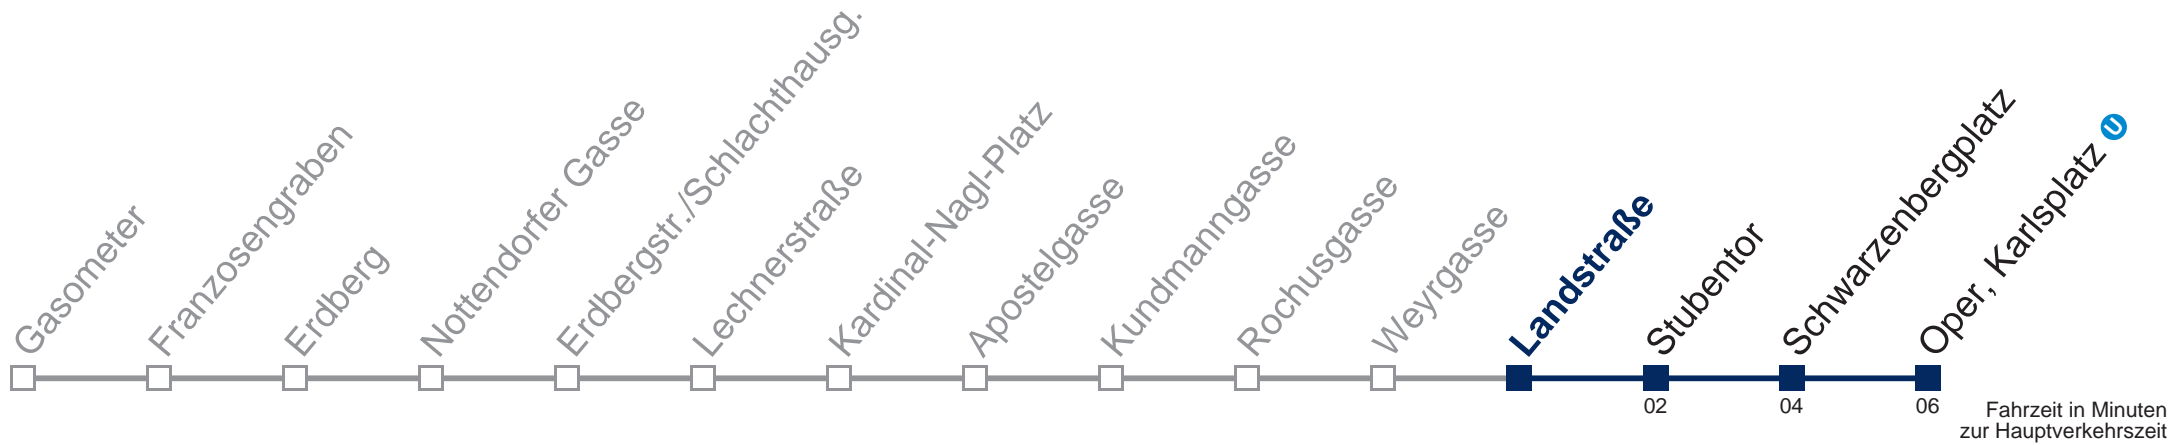 Gasometer
Franzosengraben
Erdberg
Nottendorfer Gasse
Erdbergstr./Schlachthausg.
Lechnerstraße
Kardinal-Nagl-Platz
Apostelgasse
Kundmanngasse
Rochusgasse
Weyrgasse
Landstraße
Stubentor
Schwarzenbergplatz
Oper, Karlsplatz U
02
04
06
Fahrzeit in Minuten
zur Hauptverkehrszeit